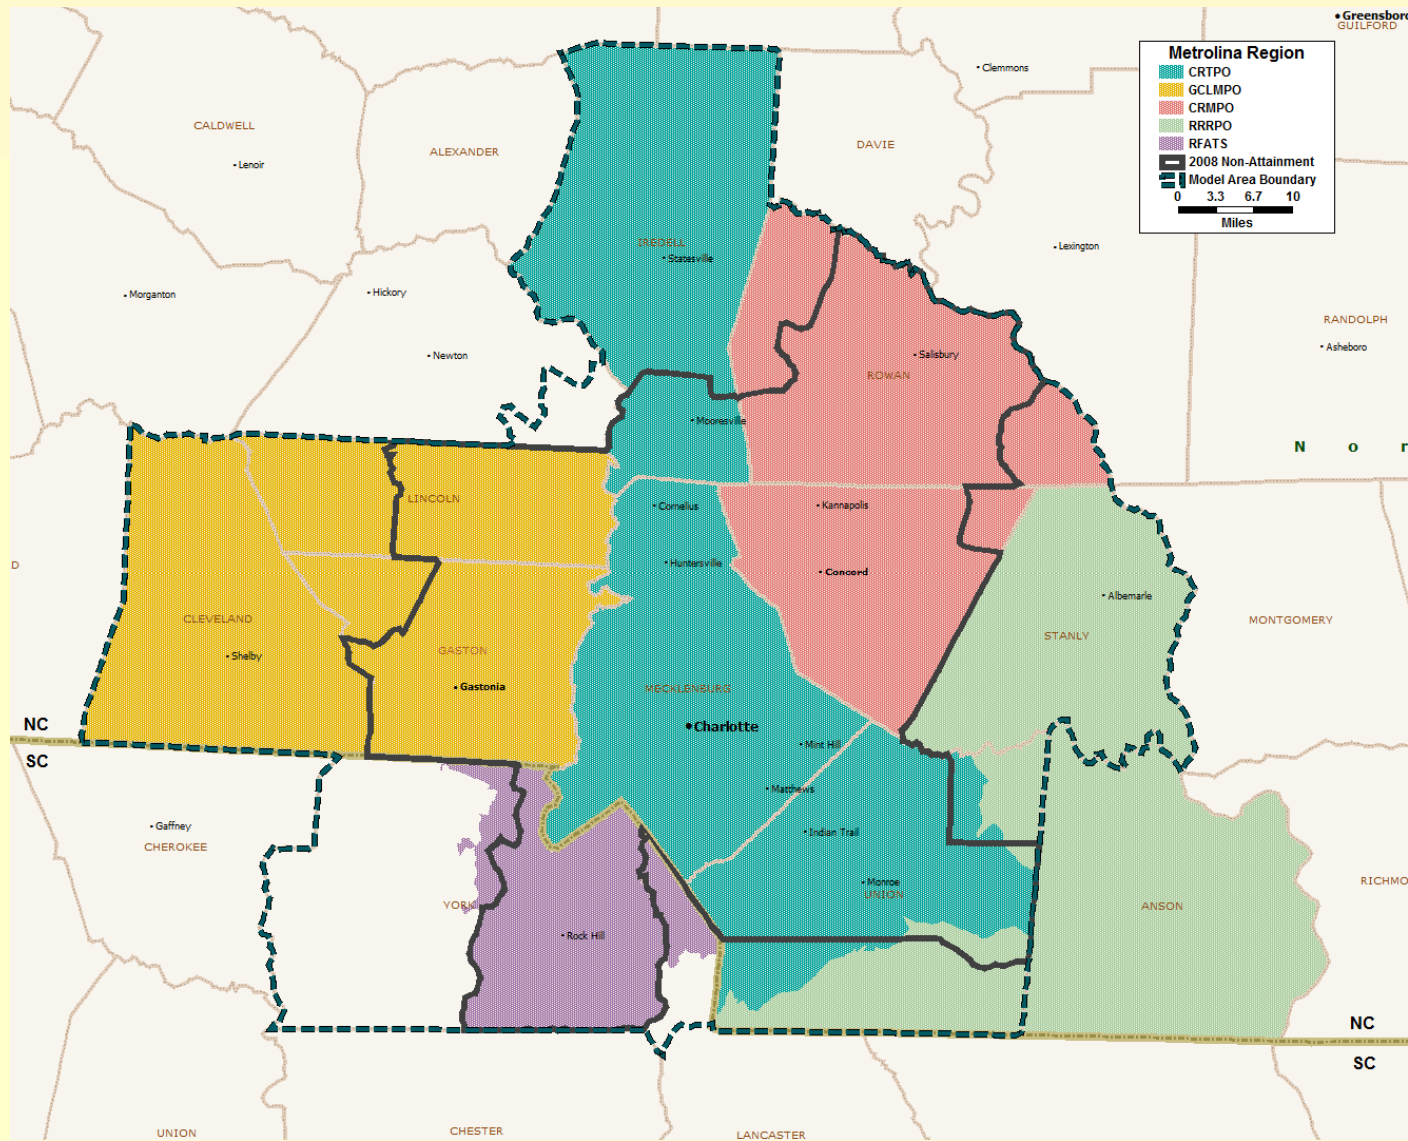 Greensboro
GUILFORD
Metrolina Region
CRTPO
GCLMPO
CRMPO
RRRPO
RFATS
2008 Non-Attainment
Model Area Boundary
0 3.3 6.7 10
Miles
Clemmons
CALDWELL
Lenoir
ALEXANDER
DAVIE
IREDELL
Statesville
Lexington
Morganton
Hickory
RANDOLPH
Asheboro
Newton
Salisbury
ROWAN
Mooresville
N o r
LINCOLN
Cornelius
Kannapolis
Huntersville
Concord
D
Albemarle
CLEVELAND
MONTGOMERY
STANLY
Shelby
GASTON
Gastonia
MECKLENBURG
Charlotte
NC
SC
Mint Hill
Matthews
Gaffney
CHEROKEE
Indian Trail
Monroe
UNION
RICHMO
YORK
ANSON
Rock Hill
NC
SC
UNION
CHESTER
LANCASTER